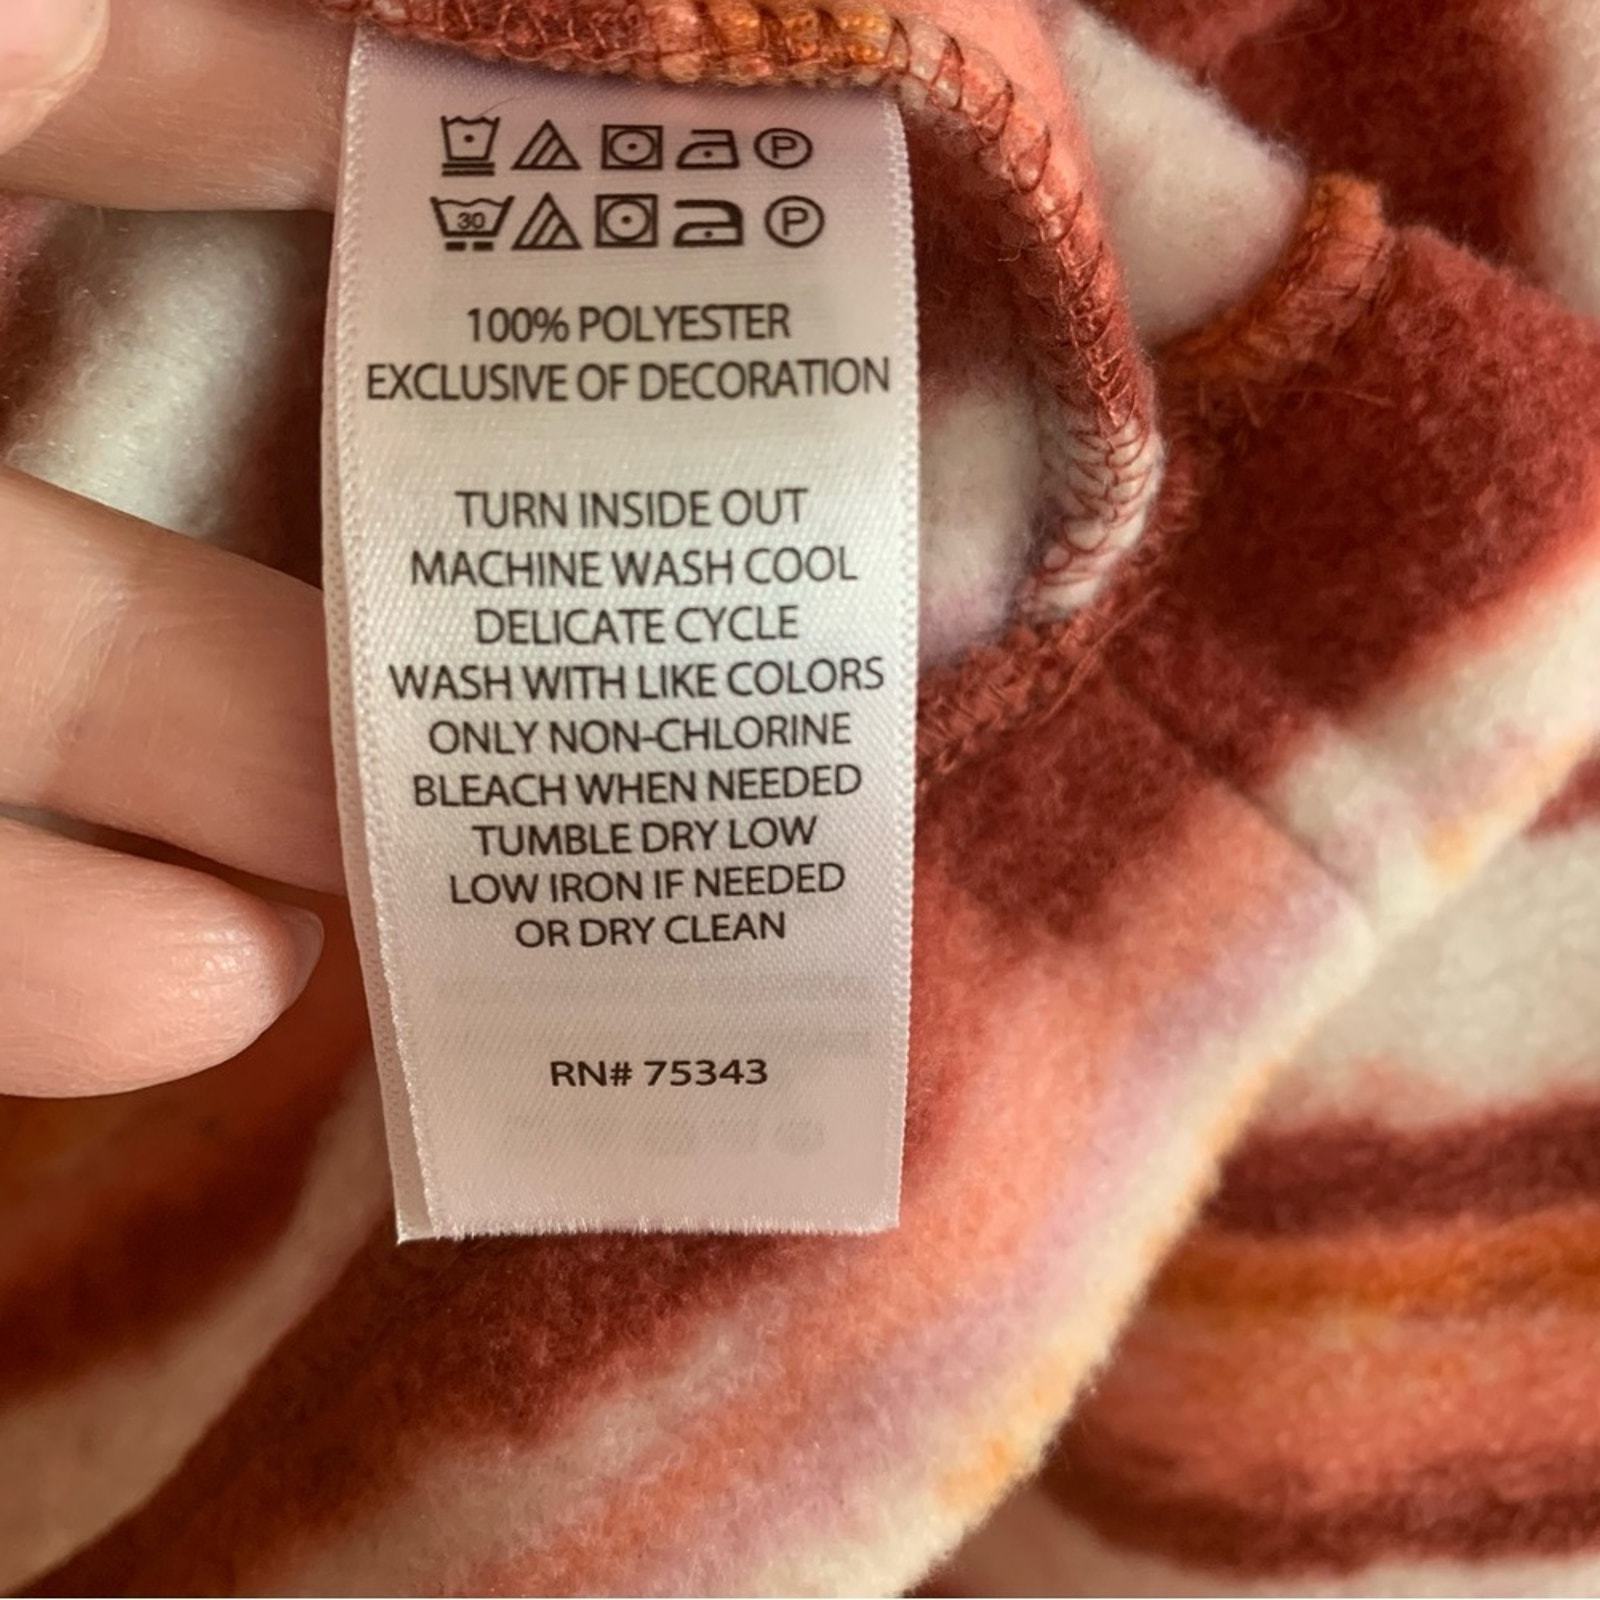 P
30 P
100% POLYESTER
EXCLUSIVE OF DECORATION
TURN INSIDE OUT
MACHINE WASH COOL
DELICATE CYCLE
WASH WITH LIKE COLORS
ONLY NON-CHLORINE
BLEACH WHEN NEEDED
TUMBLE DRY LOW
LOW IRON IF NEEDED
OR DRY CLEAN
RN# 75343